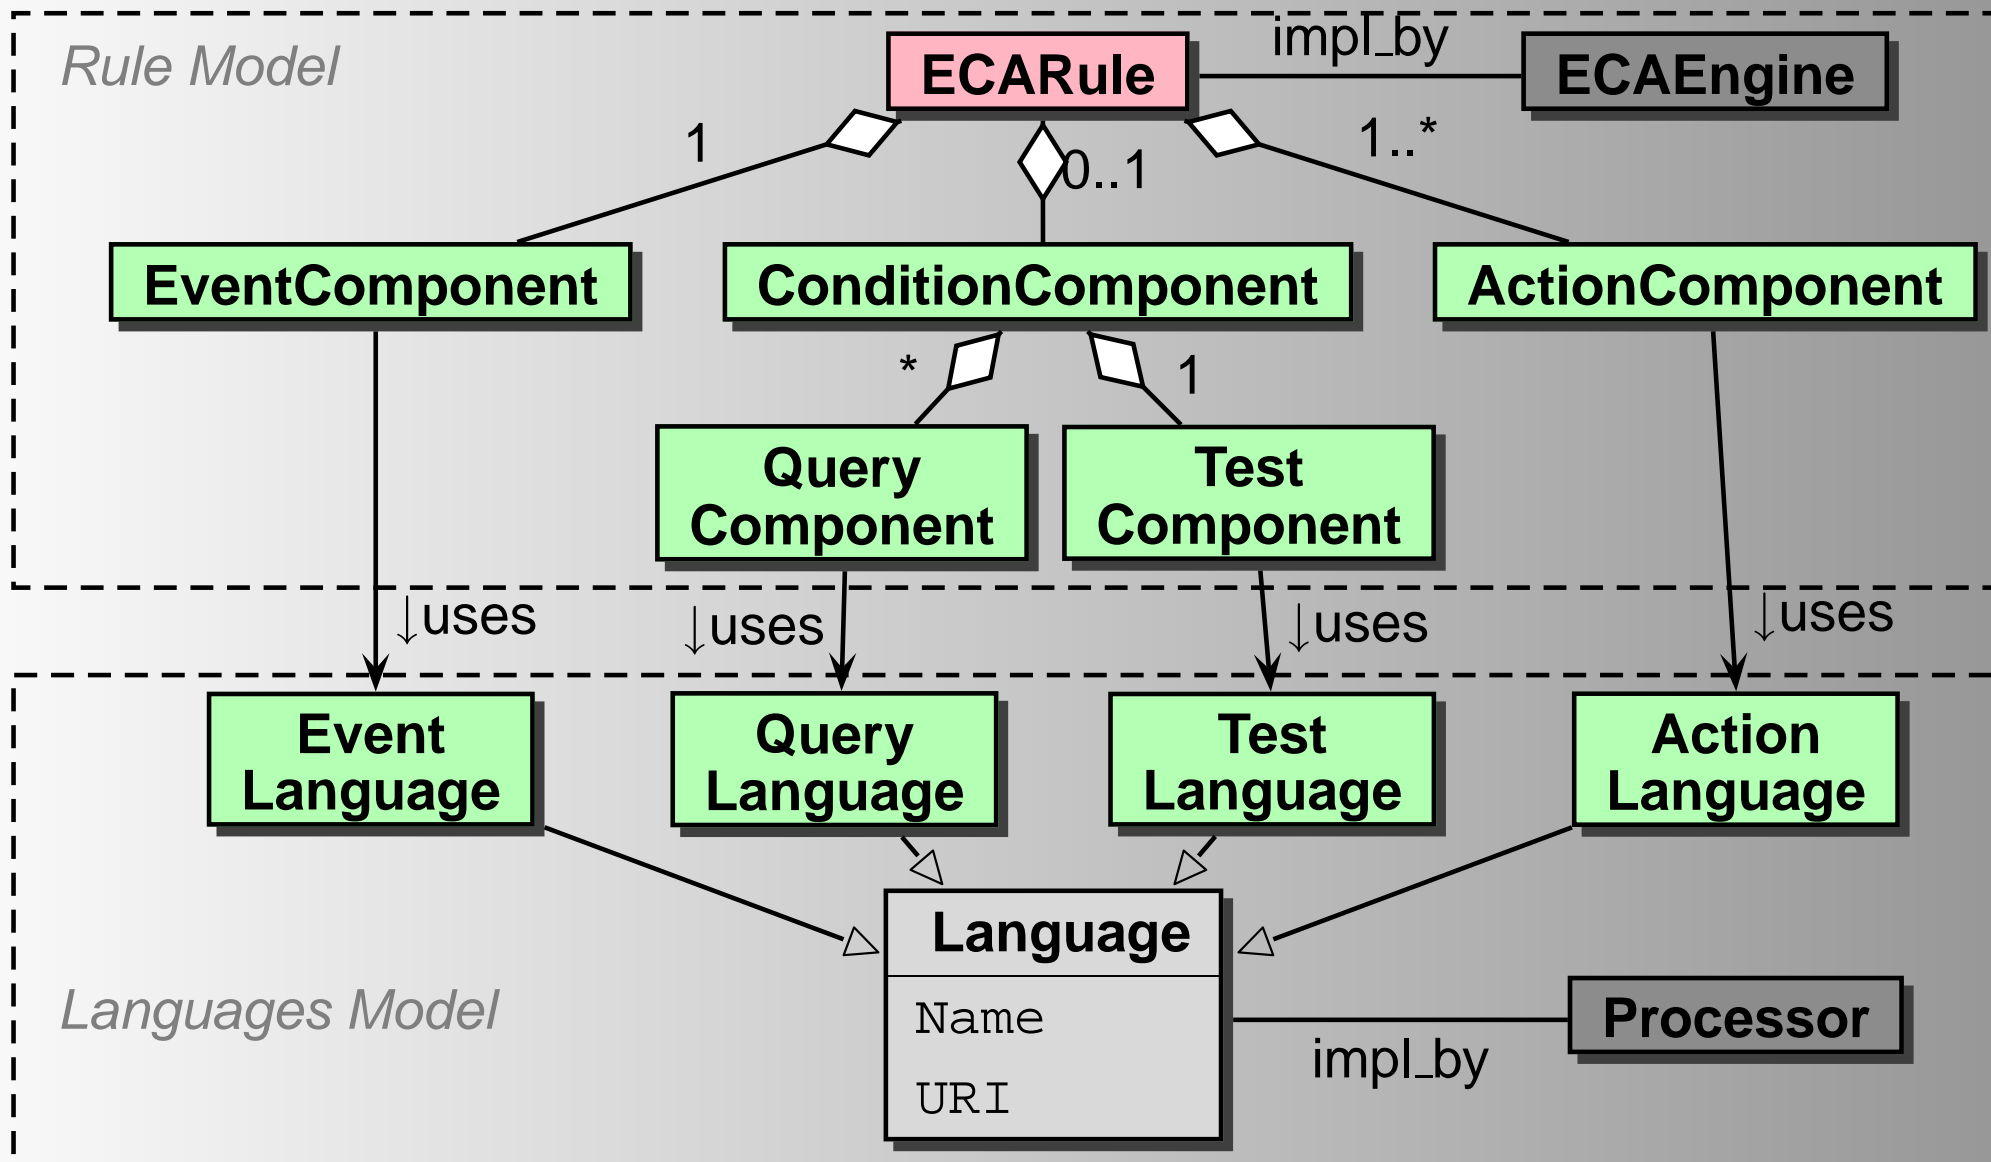 Rule Model
ECARule
impl_by
ECAEngine
1
0..1
1..*
EventComponent
ConditionComponent
ActionComponent
*
1
Query
Component
Test
Component
↓uses
↓uses
↓uses
↓uses
Event
Language
Query
Language
Test
Language
Action
Language
Language
Name
URI
Languages Model
impl_by
Processor